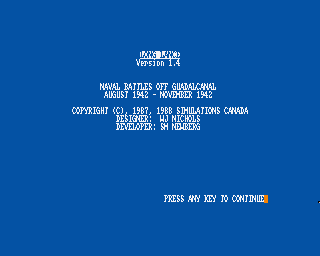 LONG LANCE
Version 1.4
NAVAL BATTLES OFF GUADALCANAL
AUGUST 1942 - NOVEMBER 1942
COPYRIGHT (C), 1987, 1988 SIMULATIONS CANADA
DESIGNER: WJ NICHOLS
DEVELOPER: SM NEWBERG
PRESS ANY KEY TO CONTINUE